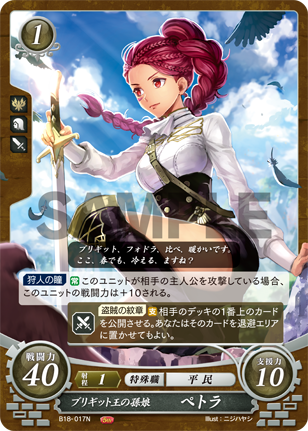 1
SAMPLE
ブリギット、フォドラ、比べ、暖かいです。
ここ、春でも、冷える、ますね？
狩人の瞳 常 このユニットが相手の主人公を攻撃している場合、
このユニットの戦闘力は＋10される。
盗賊の紋章 支 相手のデッキの1番上のカード
を公開させる。あなたはそのカードを退避エリア
に置かせてもよい。
戦闘力
40
射程 1 特殊職 平民
支援力
10
ブリギット王の孫娘 ペトラ
B18-017N
Illust：ニジハヤシ